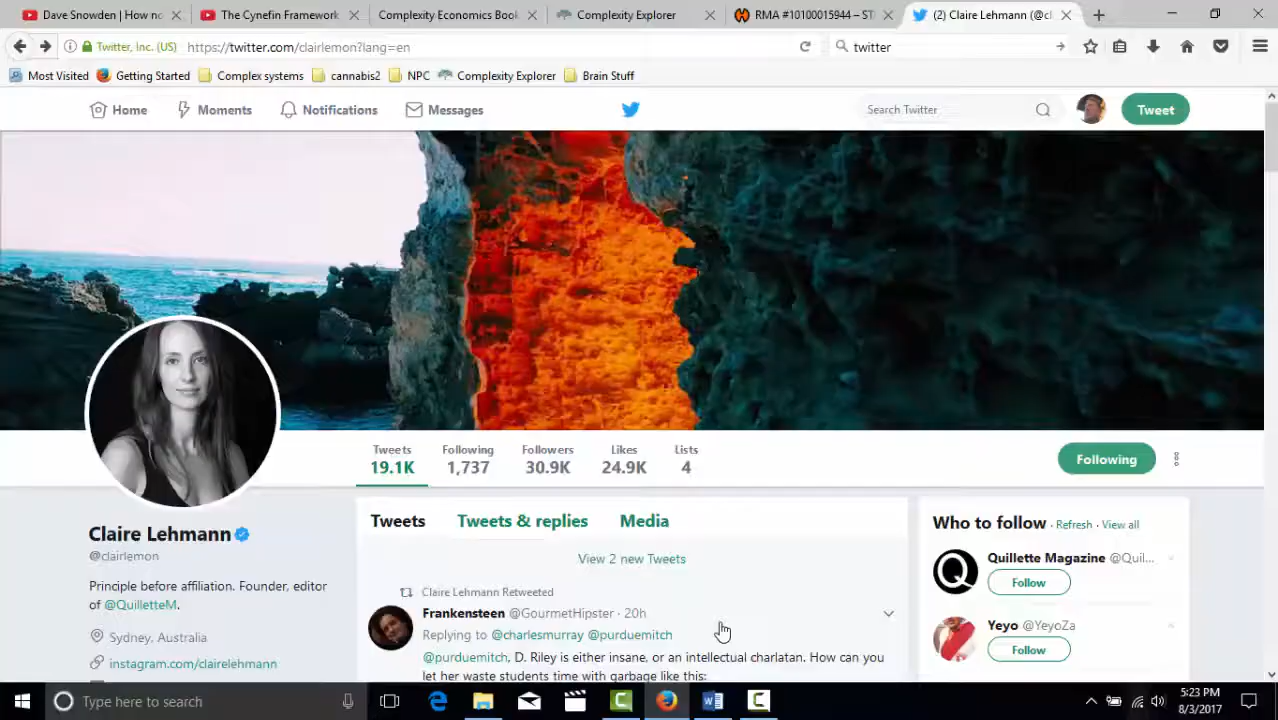 Dave Snowden | How no
The Cynefin Framework
Complexity Economics Book
Complexity Explorer
RMA #10100015944 – ST
(2) Claire Lehmann (@cl
Twitter, Inc. (US)
https://twitter.com/clairlemon?lang=en
twitter
Most Visited
Getting Started
Complex systems
cannabis2
NPC
Complexity Explorer
Brain Stuff
Home
Moments
Notifications
Messages
Search Twitter
Tweet
Tweets
19.1K
Following
1,737
Followers
30.9K
Likes
24.9K
Lists
4
Following
Claire Lehmann
@clairlemon
Principle before affiliation. Founder, editor
of @QuilletteM.
Sydney, Australia
instagram.com/clairelehmann
Tweets
Tweets & replies
Media
View 2 new Tweets
Claire Lehmann Retweeted
Frankensteen @GourmetHipster · 20h
Replying to @charlesmurray @purduemitch
@purduemitch, D. Riley is either insane, or an intellectual charlatan. How can you
let her waste students time with garbage like this:
Who to follow · Refresh · View all
Quillette Magazine @Quil...
Follow
Yeyo @YeyoZa
Follow
Type here to search
5:23 PM
8/3/2017